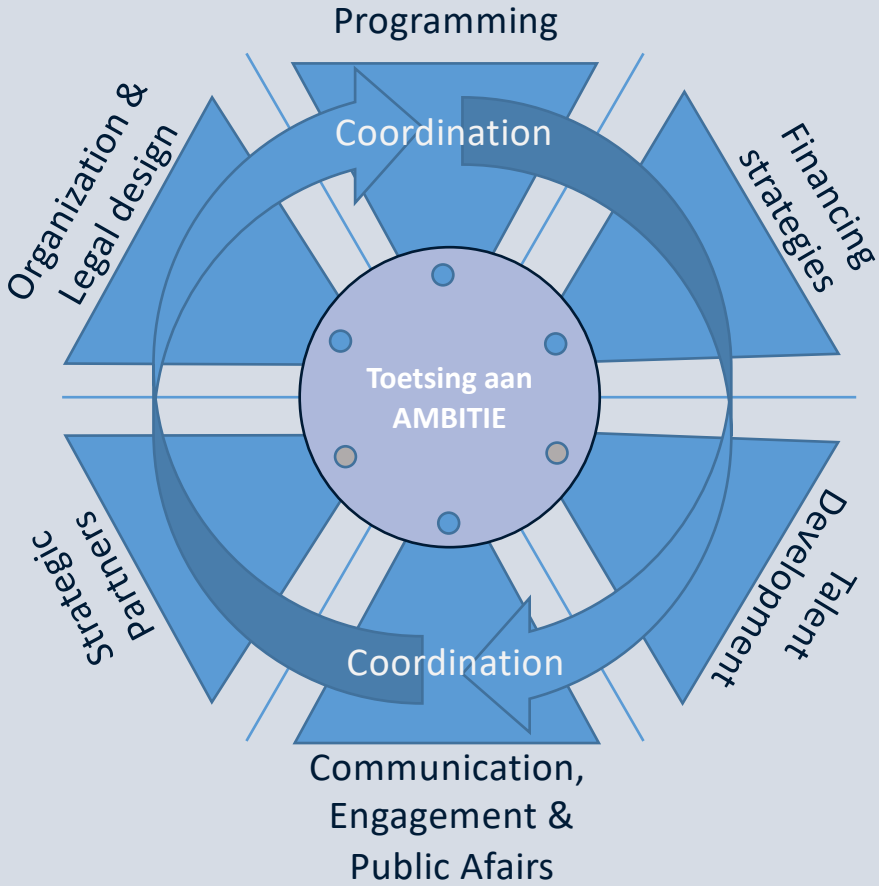 Programming
Coordination
Organization &
Legal design
Financing
strategies
Toetsing aan
AMBITIE
Strategic
Partners
Talent
Development
Coordination
Communication,
Engagement &
Public Afairs